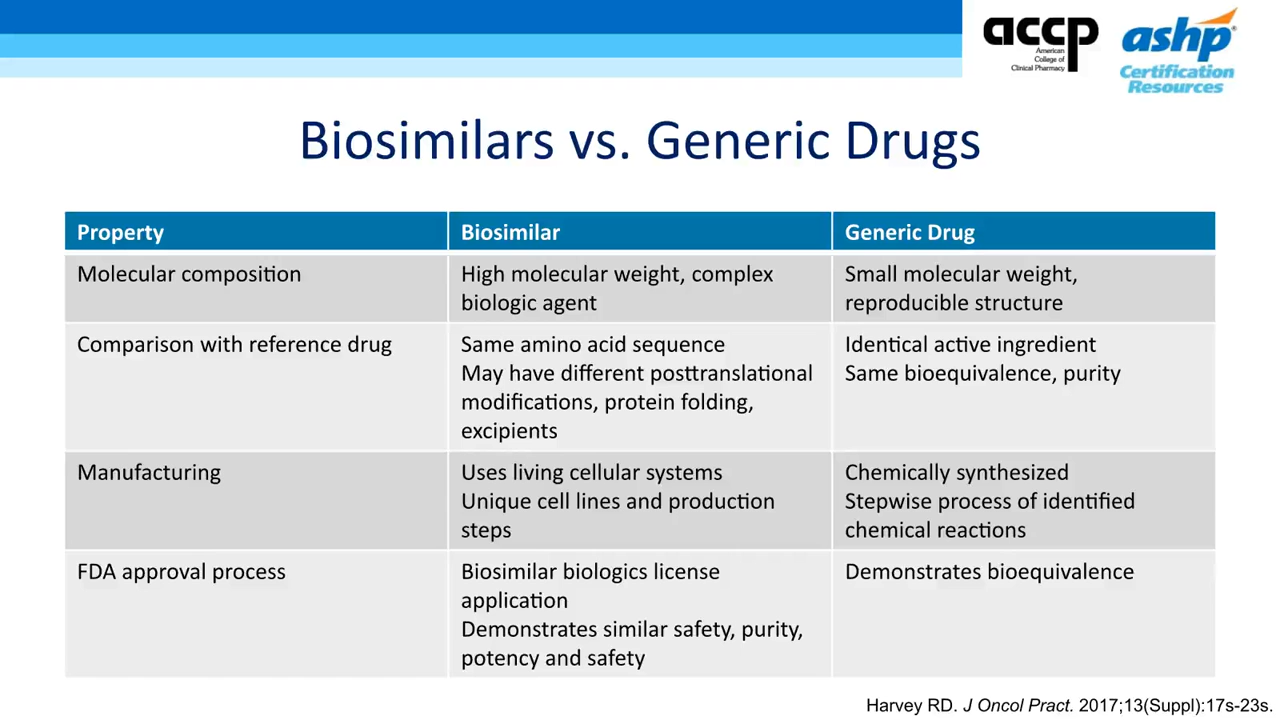 accp
American
College of
Clinical Pharmacy
ashp®
Certification
Resources
Biosimilars vs. Generic Drugs
Property
Biosimilar
Generic Drug
Molecular composition
High molecular weight, complex
biologic agent
Small molecular weight,
reproducible structure
Comparison with reference drug
Same amino acid sequence
May have different posttranslational
modifications, protein folding,
excipients
Identical active ingredient
Same bioequivalence, purity
Manufacturing
Uses living cellular systems
Unique cell lines and production
steps
Chemically synthesized
Stepwise process of identified
chemical reactions
FDA approval process
Biosimilar biologics license
application
Demonstrates similar safety, purity,
potency and safety
Demonstrates bioequivalence
Harvey RD. J Oncol Pract. 2017;13(Suppl):17s-23s.